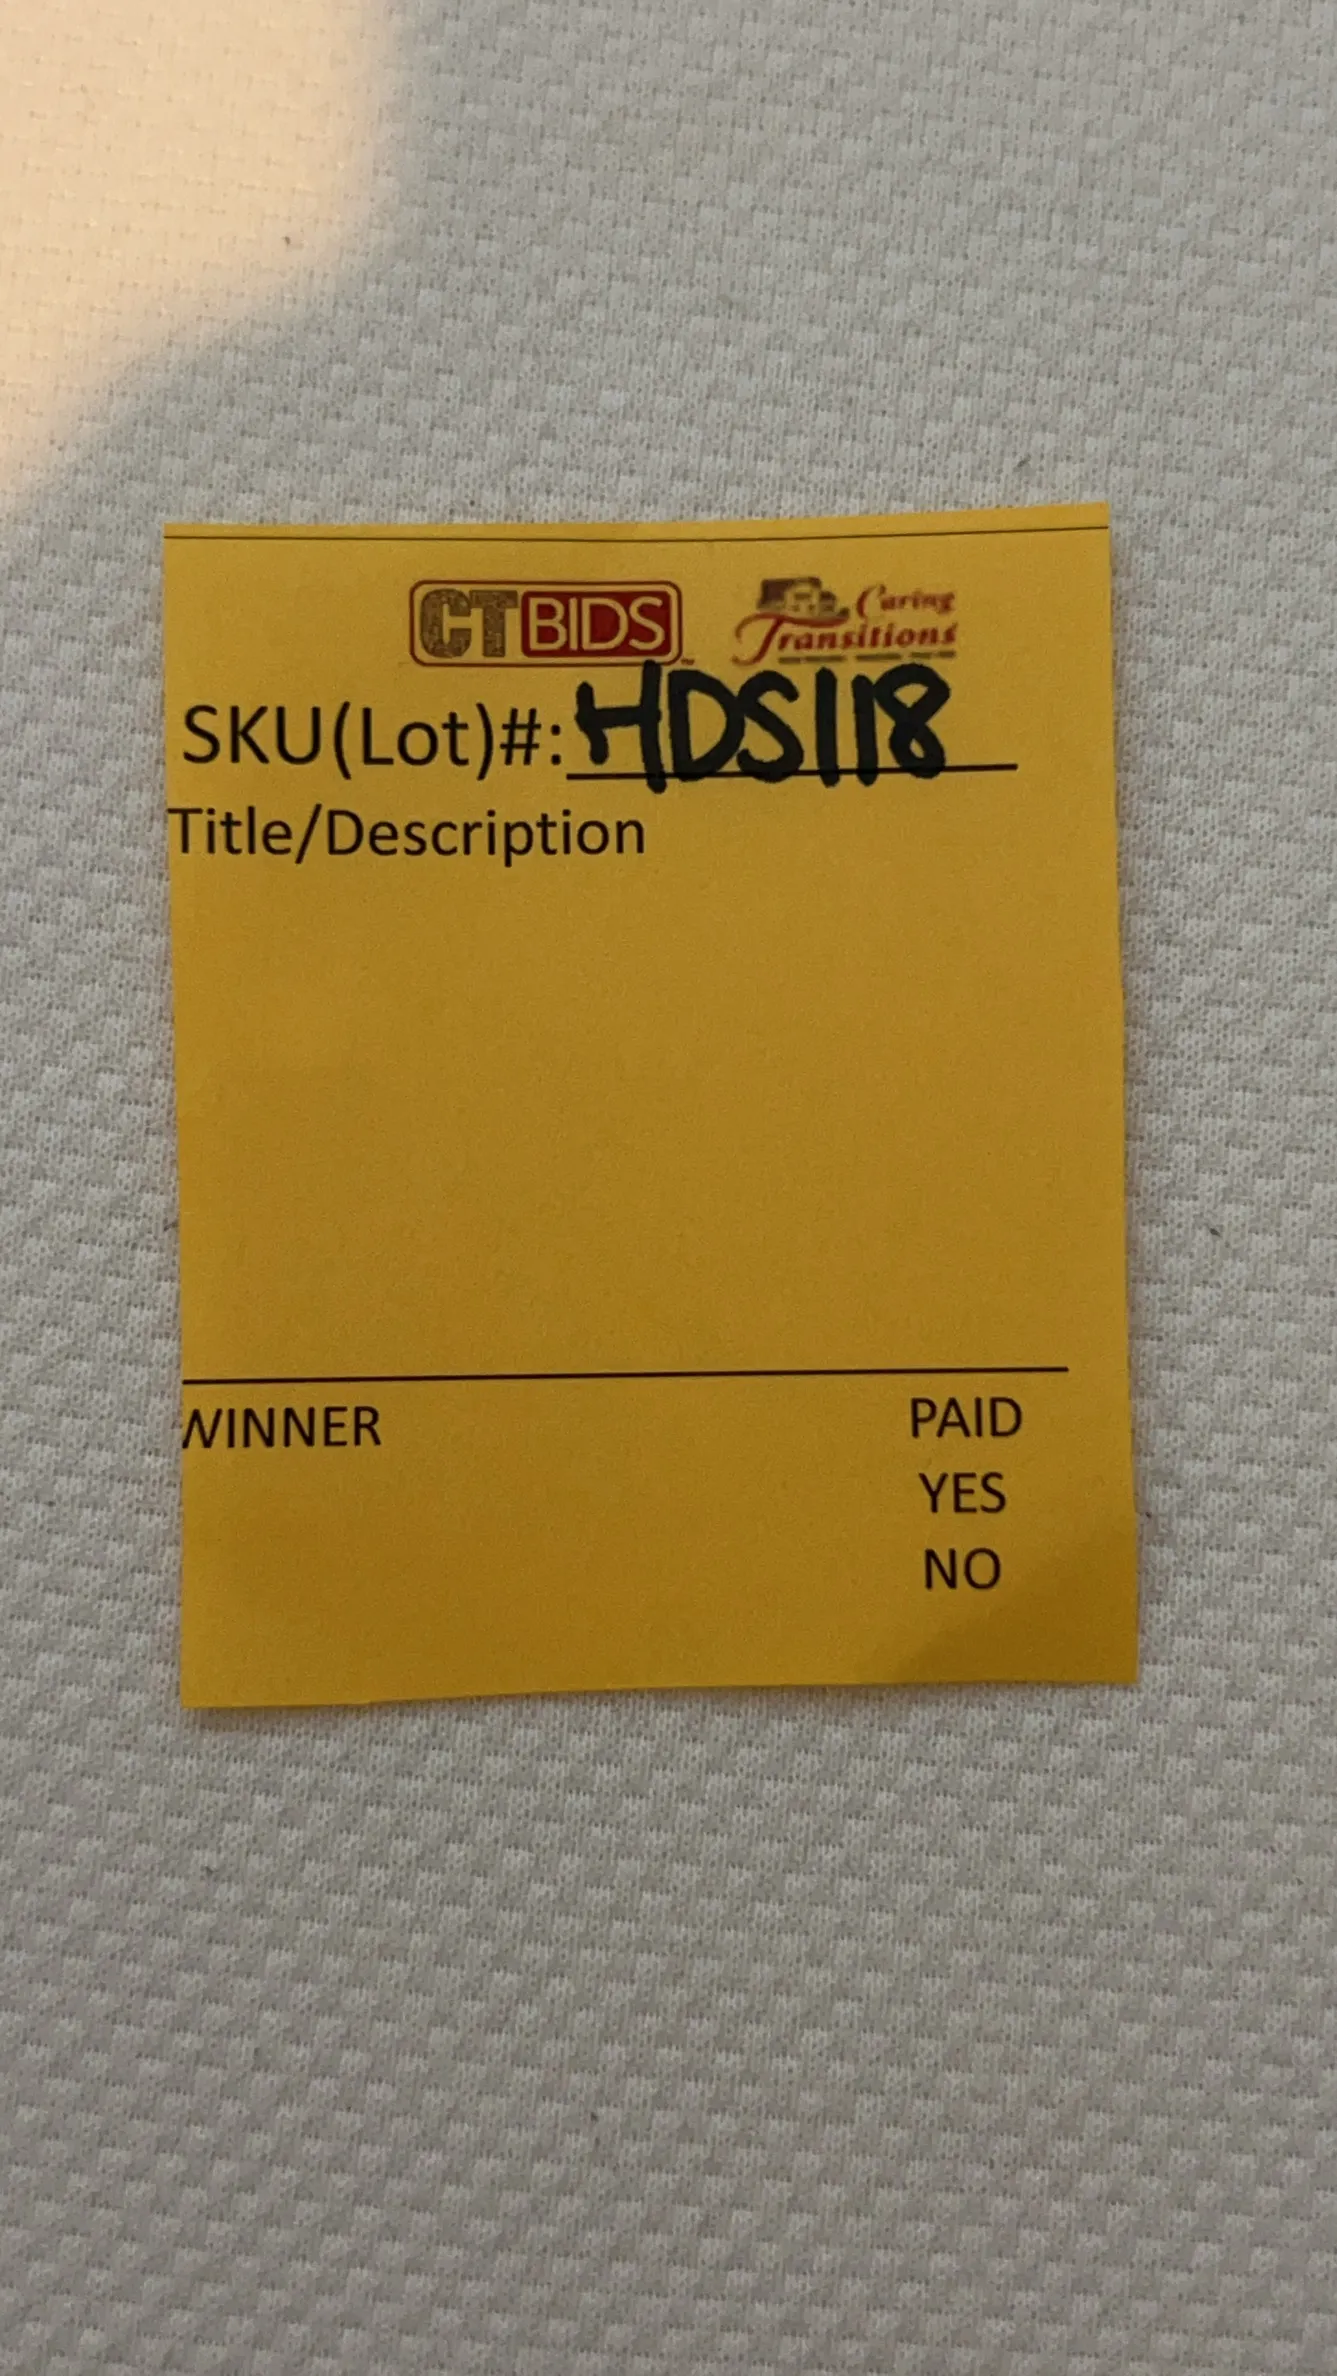 CTBIDS Caring
Transitions
SKU(Lot)#: HDS118
Title/Description
WINNER PAID
YES
NO